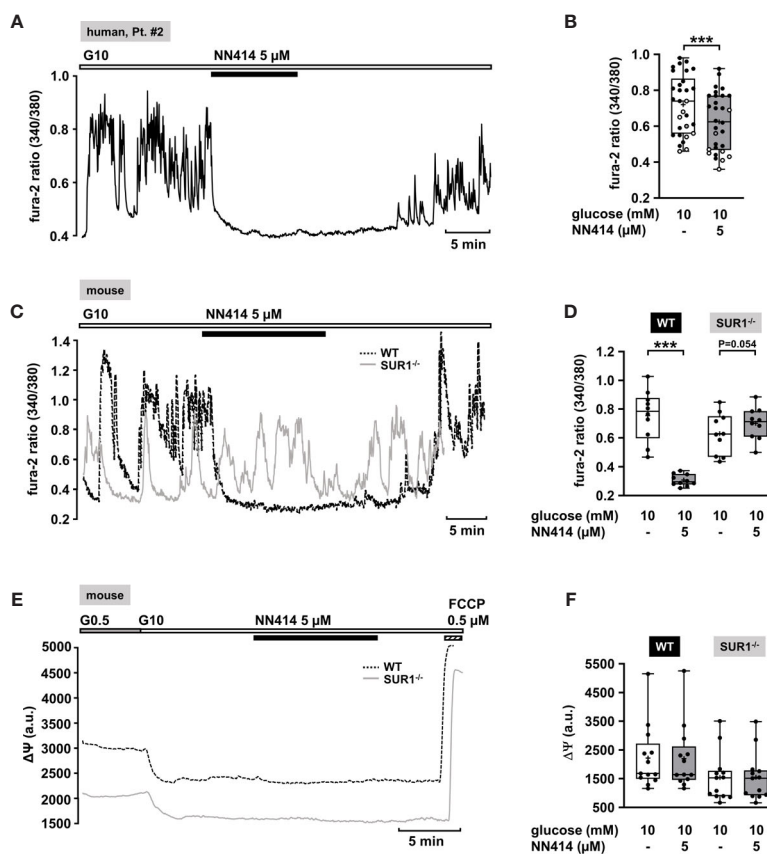 A
human, Pt. #2
G10 NN414 5 µM
1.0
0.8
0.6
0.4
fura-2 ratio (340/380)
5 min
B
***
1.0
0.8
0.6
0.4
0.2
fura-2 ratio (340/380)
glucose (mM) 10 10
NN414 (µM) - 5
C
mouse
G10 NN414 5 µM
1.4
1.2
1.0
0.8
0.6
0.4
0.2
fura-2 ratio (340/380)
WT
SUR1-/-
5 min
D
WT SUR1-/-
*** P=0.054
1.2
1.0
0.8
0.6
0.4
0.2
fura-2 ratio (340/380)
glucose (mM) 10 10 10 10
NN414 (µM) - 5 - 5
E
mouse
FCCP
G0.5 G10 NN414 5 µM 0.5 µM
5000
4500
4000
3500
3000
2500
2000
1500
ΔΨ (a.u.)
WT
SUR1-/-
5 min
F
WT SUR1-/-
5500
4500
3500
2500
1500
500
ΔΨ (a.u.)
glucose (mM) 10 10 10 10
NN414 (µM) - 5 - 5